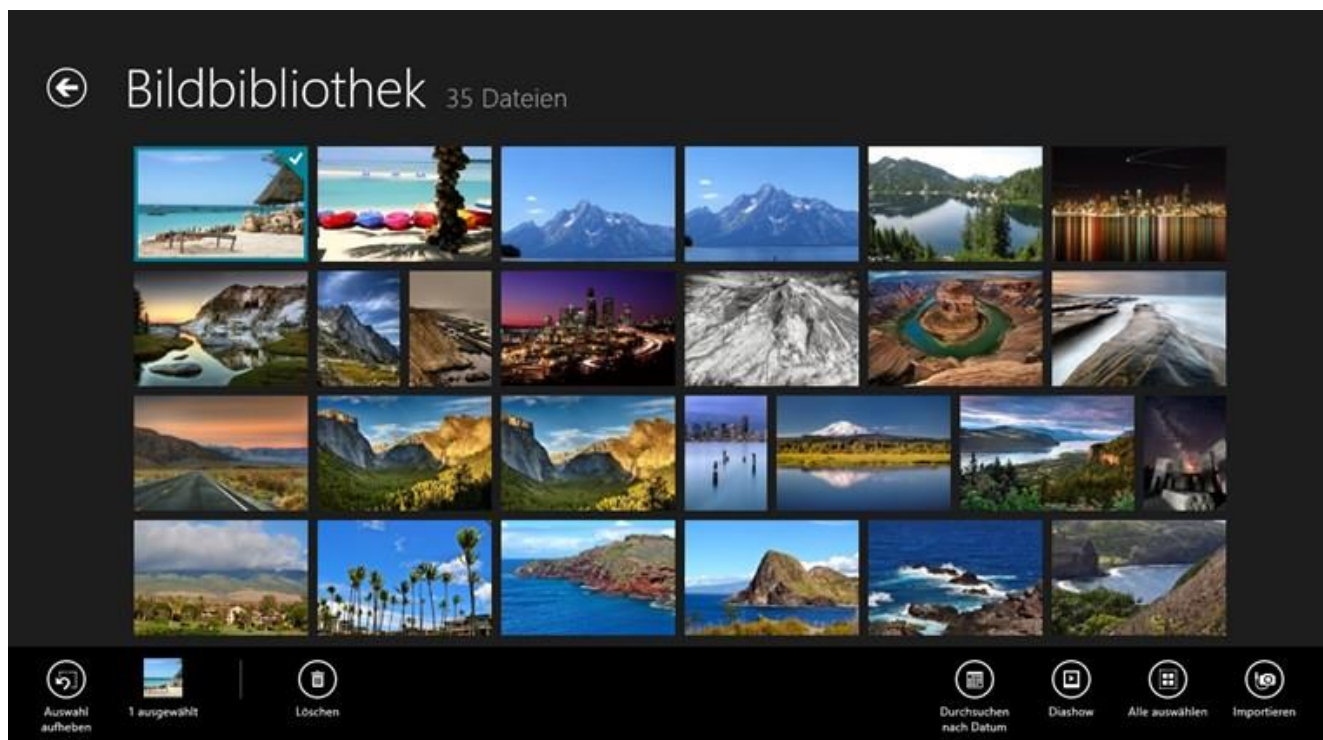 Bildbibliothek 35 Dateien
Auswahl
aufheben
1 ausgewählt
Löschen
Durchsuchen
nach Datum
Diashow
Alle auswählen
Importieren